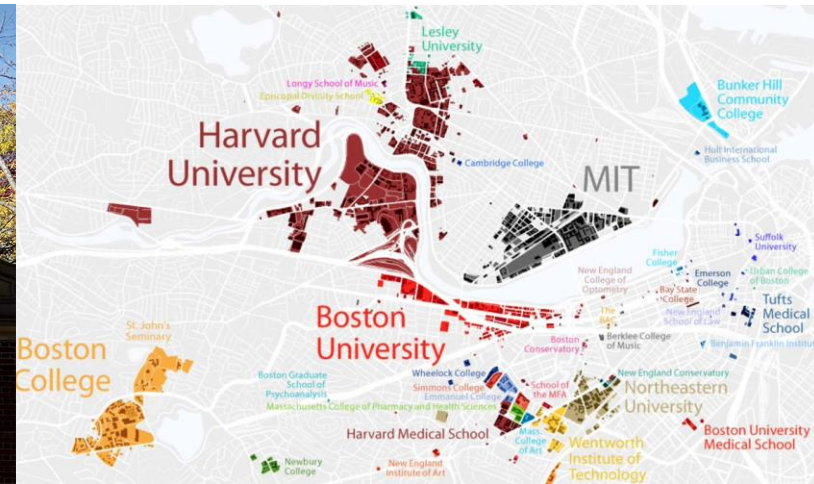 Lesley
University
Longy School of Music
Episcopal Divinity School
Bunker Hill
Community
College
Harvard
University
Cambridge College
Hult International
Business School
MIT
Suffolk
University
Fisher
College
New England
College of
Optometry
Emerson
College
Urban College
of Boston
Bay State
College
Tufts
Medical
School
The
BAC
New England
School of Law
Boston
University
Berklee College
of Music
Boston
Conservatory
Benjamin Franklin Institut
St. John's
Seminary
Boston
College
Boston Graduate
School of
Psychoanalysis
Wheelock College
Simmons College
Emmanuel College
Massachusetts College of Pharmacy and Health Sciences
School of
the MFA
New England Conservatory
Northeastern
University
Harvard Medical School
Mass.
College
of Art
Boston University
Medical School
Wentworth
Institute of
Technology
Newbury
College
New England
Institute of Art